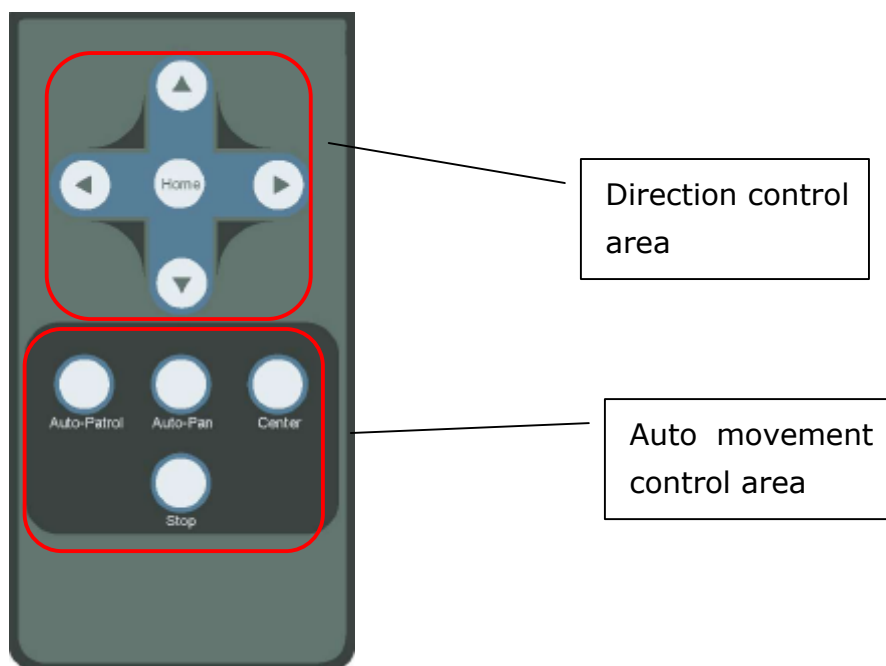 Home
Direction control
area
Auto-Patrol Auto-Pan Center
Stop
Auto movement
control area